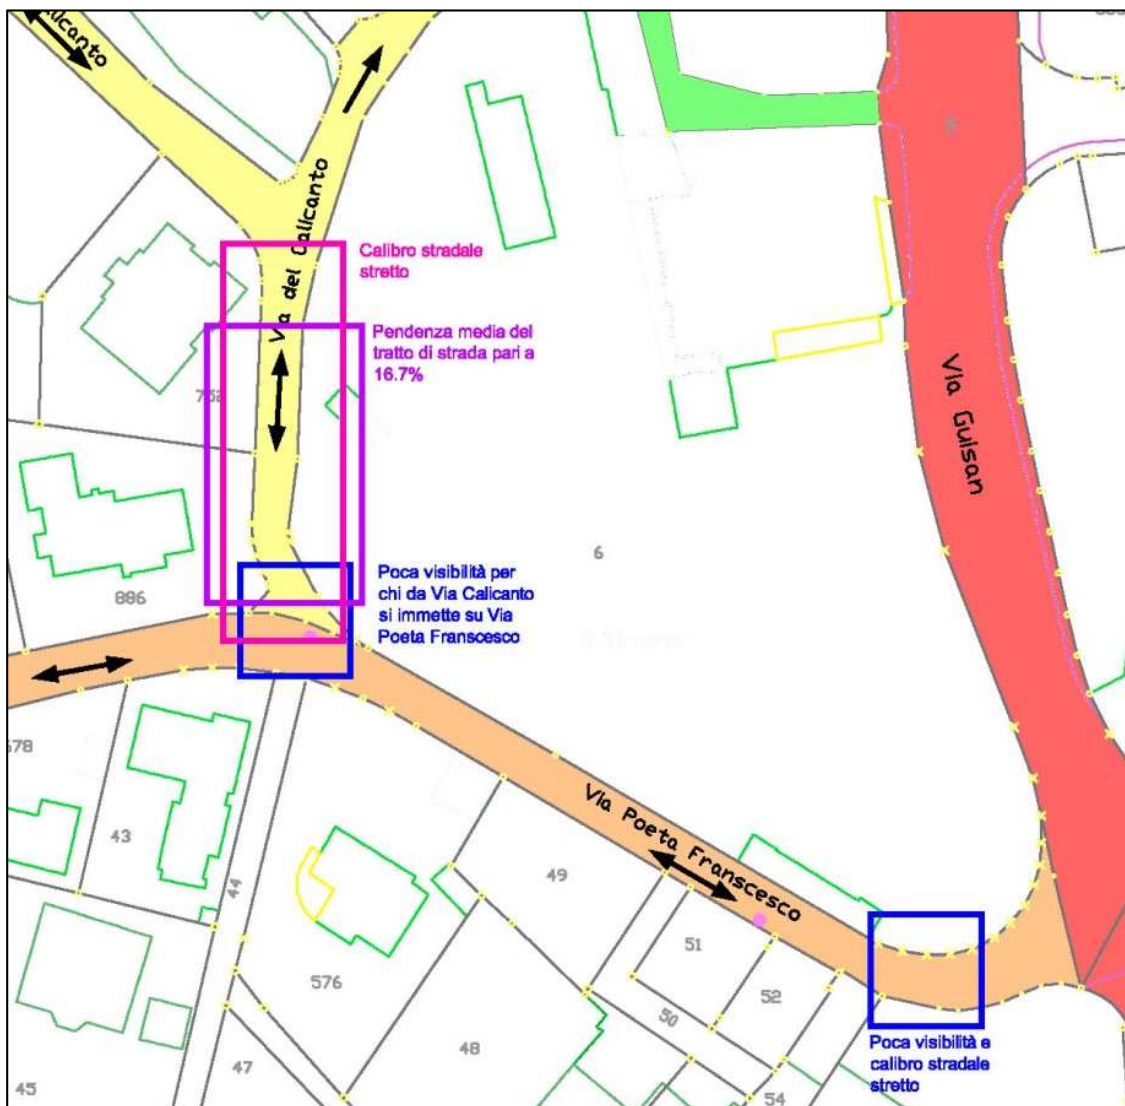 Calicanto
Via del Calicanto
Calibro stradale
stretto
Pendenza media del
tratto di strada pari a
16.7%
Via Guisan
6
886
Poca visibilità per
chi da Via Calicanto
si immette su Via
Poeta Franscesco
Via Poeta Franscesco
43
44
49
51
52
50
576
48
47
45
54
Poca visibilità e
calibro stradale
stretto